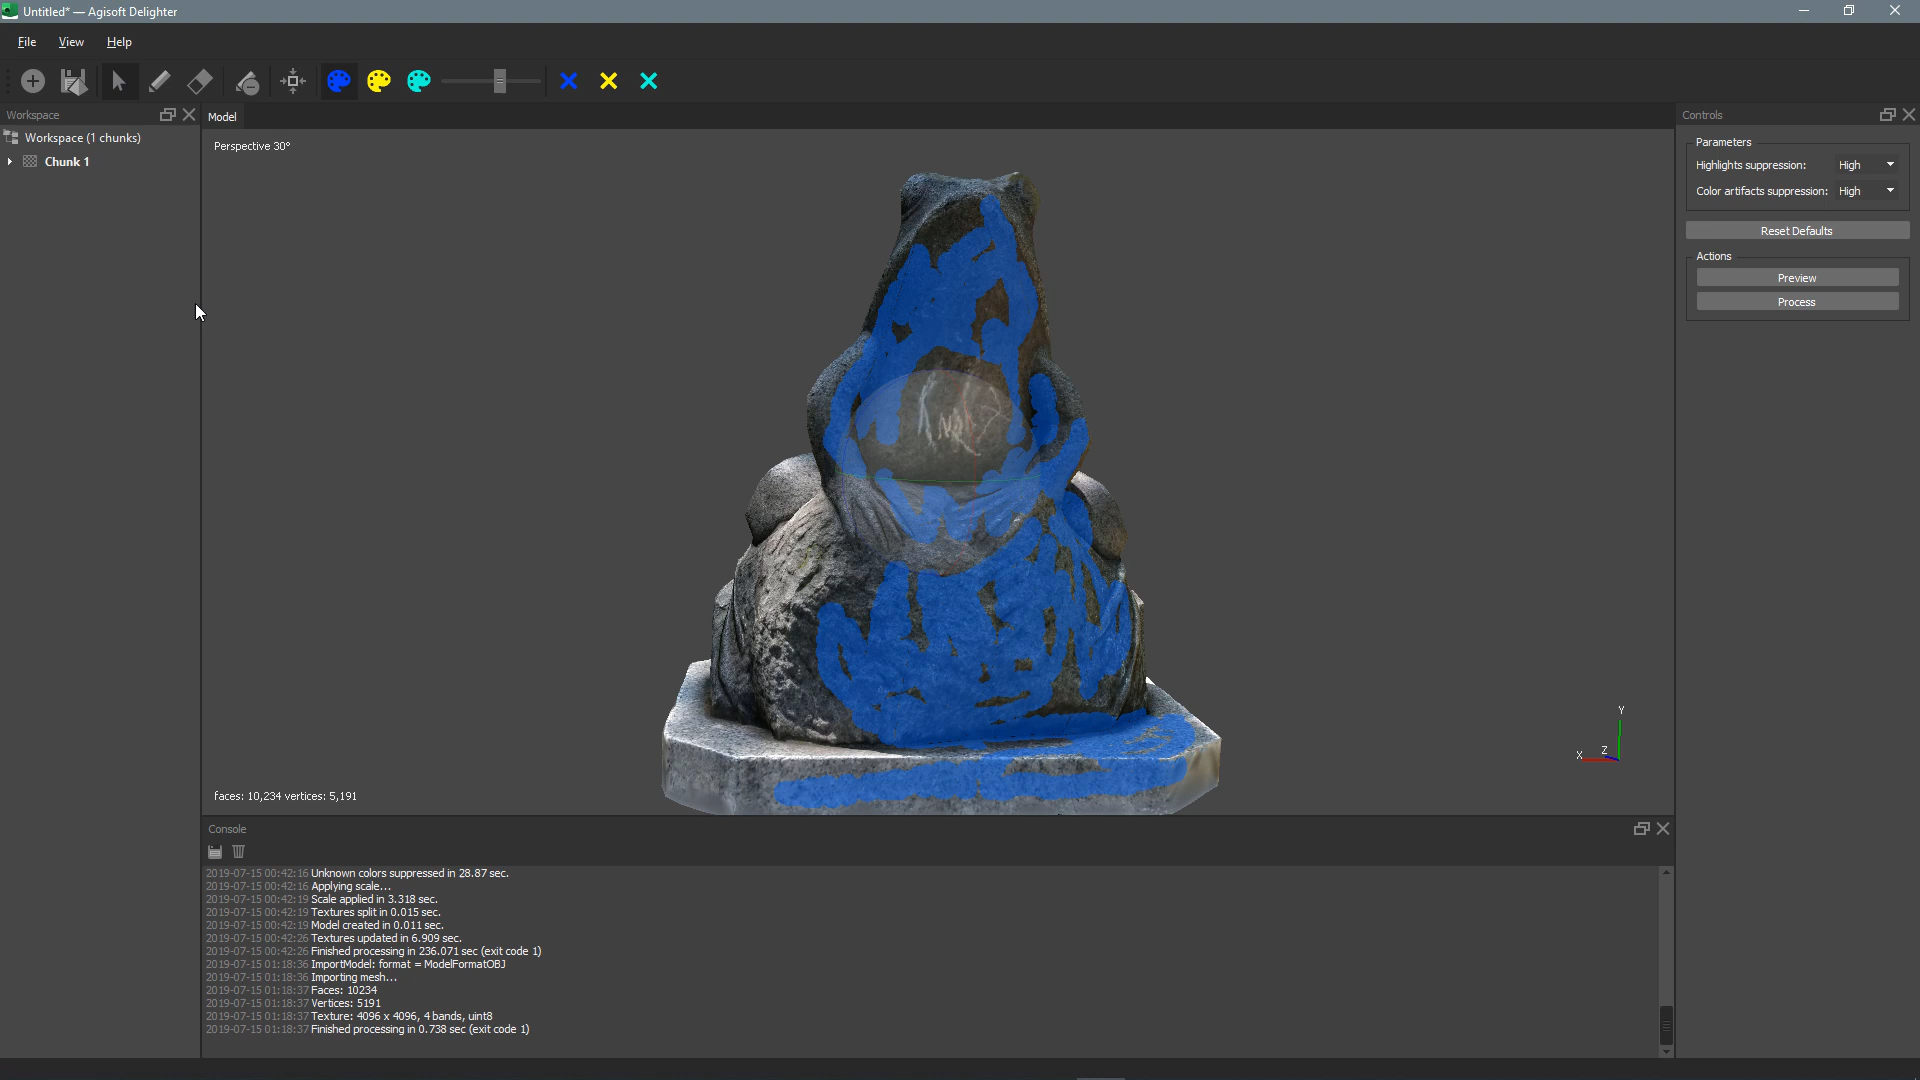 Untitled* — Agisoft Delighter
File View Help
Workspace
Workspace (1 chunks)
Chunk 1
Model
Perspective 30°
faces: 10,234 vertices: 5,191
Y
X
Z
Controls
Parameters
Highlights suppression: High
Color artifacts suppression: High
Reset Defaults
Actions
Preview
Process
Console
2019-07-15 00:42:16 Unknown colors suppressed in 28.87 sec.
2019-07-15 00:42:16 Applying scale...
2019-07-15 00:42:19 Scale applied in 3.318 sec.
2019-07-15 00:42:19 Textures split in 0.015 sec.
2019-07-15 00:42:19 Model created in 0.011 sec.
2019-07-15 00:42:26 Textures updated in 6.909 sec.
2019-07-15 00:42:26 Finished processing in 236.071 sec (exit code 1)
2019-07-15 01:18:36 ImportModel: format = ModelFormatOBJ
2019-07-15 01:18:36 Importing mesh...
2019-07-15 01:18:37 Faces: 10234
2019-07-15 01:18:37 Vertices: 5191
2019-07-15 01:18:37 Texture: 4096 x 4096, 4 bands, uint8
2019-07-15 01:18:37 Finished processing in 0.738 sec (exit code 1)